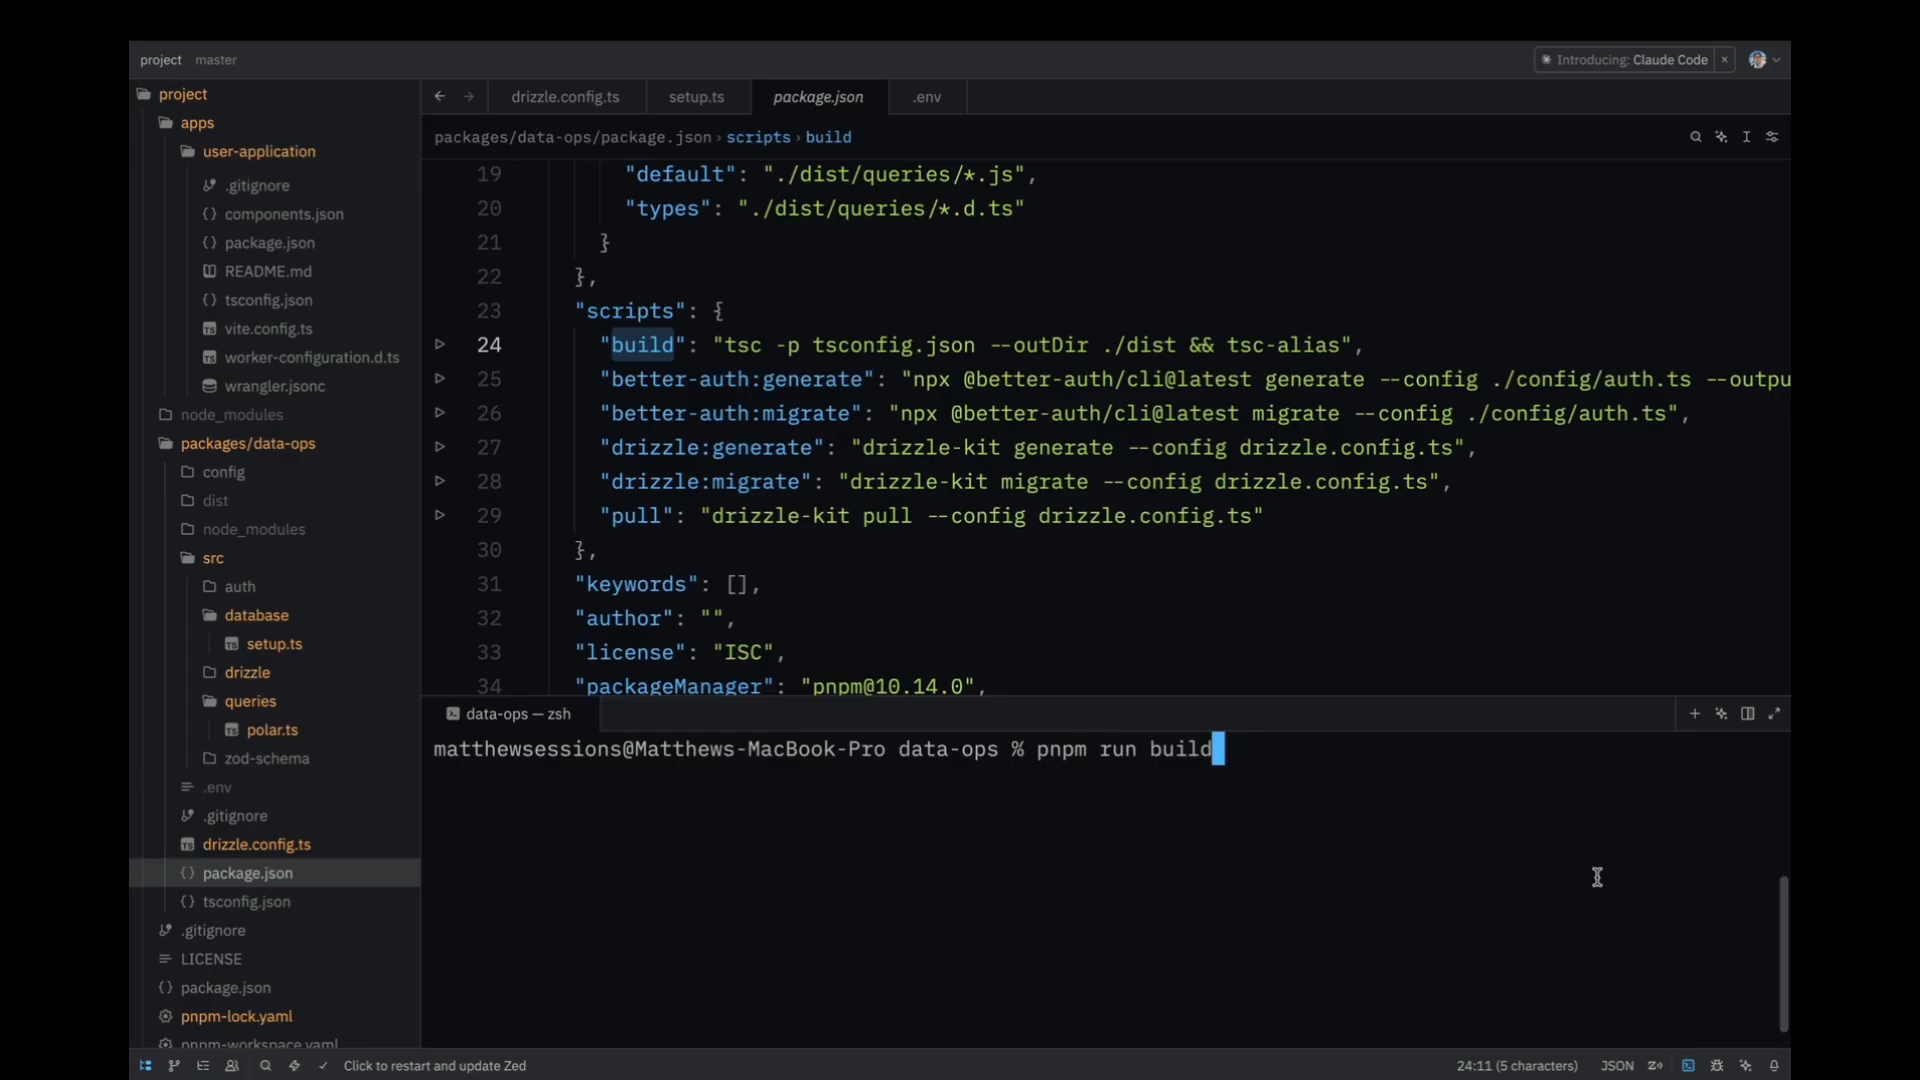 project master
Introducing: Claude Code ×
project
apps
user-application
.gitignore
components.json
package.json
README.md
tsconfig.json
vite.config.ts
worker-configuration.d.ts
wrangler.jsonc
node_modules
packages/data-ops
config
dist
node_modules
src
auth
database
setup.ts
drizzle
queries
polar.ts
zod-schema
.env
.gitignore
drizzle.config.ts
package.json
tsconfig.json
.gitignore
LICENSE
package.json
pnpm-lock.yaml
pnpm-workspace.yaml
drizzle.config.ts setup.ts package.json .env
packages/data-ops/package.json › scripts › build
19 "default": "./dist/queries/*.js",
20 "types": "./dist/queries/*.d.ts"
21 }
22 },
23 "scripts": {
24 "build": "tsc -p tsconfig.json --outDir ./dist && tsc-alias",
25 "better-auth:generate": "npx @better-auth/cli@latest generate --config ./config/auth.ts --outpu
26 "better-auth:migrate": "npx @better-auth/cli@latest migrate --config ./config/auth.ts",
27 "drizzle:generate": "drizzle-kit generate --config drizzle.config.ts",
28 "drizzle:migrate": "drizzle-kit migrate --config drizzle.config.ts",
29 "pull": "drizzle-kit pull --config drizzle.config.ts"
30 },
31 "keywords": [],
32 "author": "",
33 "license": "ISC",
34 "packageManager": "pnpm@10.14.0",
data-ops — zsh
matthewsessions@Matthews-MacBook-Pro data-ops % pnpm run build
Click to restart and update Zed
24:11 (5 characters) JSON